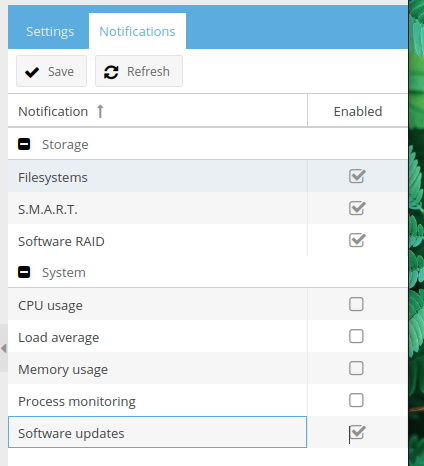 Settings
Notifications
Save
Refresh
Notification
Enabled
Storage
Filesystems
S.M.A.R.T.
Software RAID
System
CPU usage
Load average
Memory usage
Process monitoring
Software updates